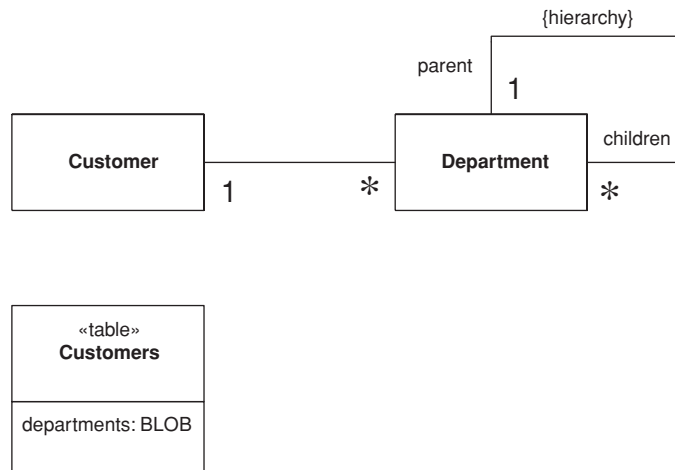 {hierarchy}
parent
1
Customer
Department
children
1
*
*
«table»
Customers
departments: BLOB